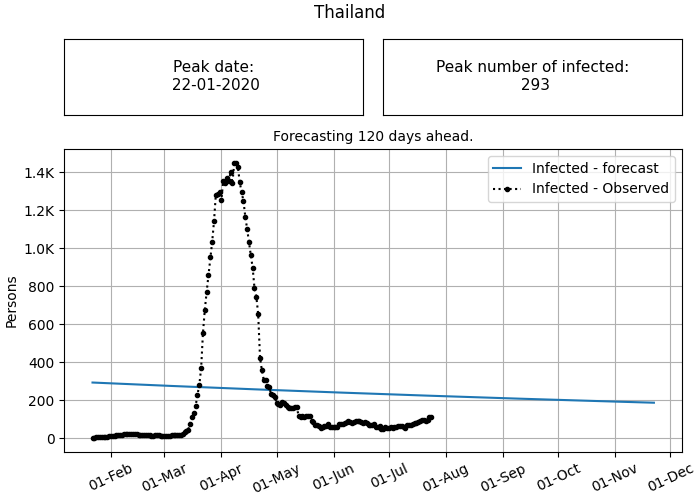 Thailand
Peak date:
22-01-2020
Peak number of infected:
293
Forecasting 120 days ahead.
Infected - forecast
Infected - Observed
Persons
1.4K
1.2K
1.0K
800
600
400
200
0
01-Feb
01-Mar
01-Apr
01-May
01-Jun
01-Jul
01-Aug
01-Sep
01-Oct
01-Nov
01-Dec